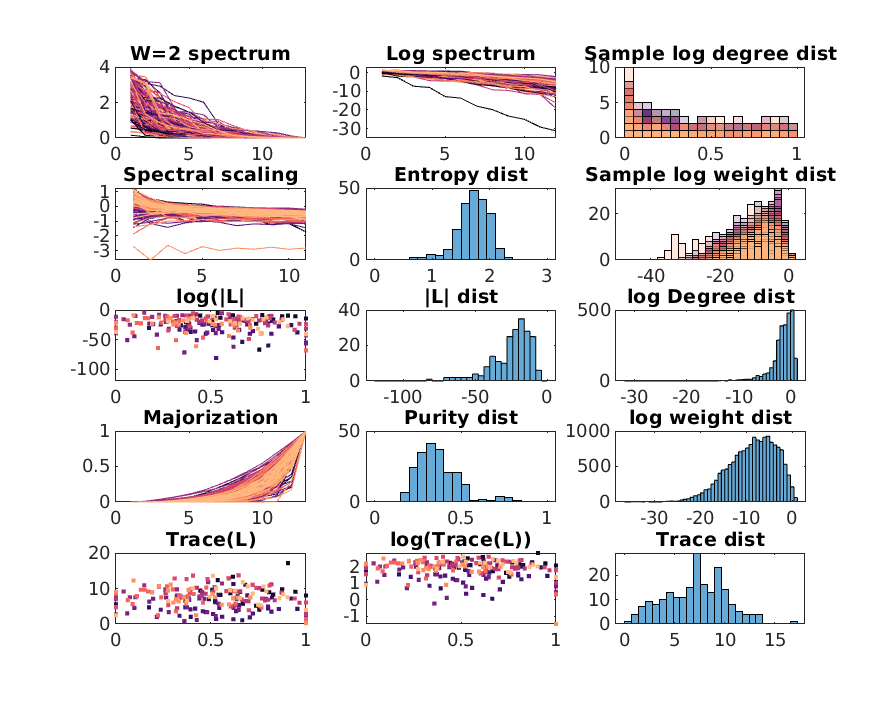 W=2 spectrum
4
2
0
0 5 10
Log spectrum
0
-10
-20
-30
0 5 10
Sample log degree dist
10
5
0
0 0.5 1
Spectral scaling
1
0
-1
-2
-3
0 5 10
Entropy dist
50
0
0 1 2 3
Sample log weight dist
20
0
-40 -20 0
log(|L|
0
-50
-100
0 0.5 1
|L| dist
40
20
0
-100 -50 0
log Degree dist
500
0
-30 -20 -10 0
Majorization
1
0.5
0
0 5 10
Purity dist
50
0
0 0.5 1
log weight dist
1000
500
0
-30 -20 -10 0
Trace(L)
20
10
0
0 0.5 1
log(Trace(L))
2
1
0
-1
0 0.5 1
Trace dist
20
10
0
0 5 10 15